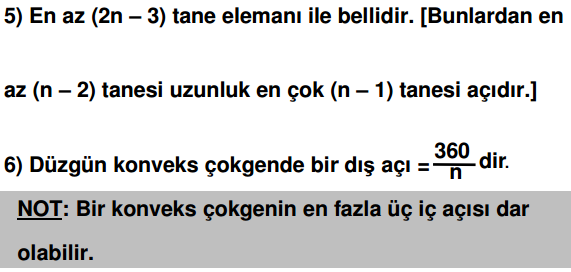 5) En az (2n – 3) tane elemanı ile bellidir. [Bunlardan en
az (n – 2) tanesi uzunluk en çok (n – 1) tanesi açıdır.]
6) Düzgün konveks çokgende bir dış açı = 360/n dir.
NOT: Bir konveks çokgenin en fazla üç iç açısı dar
olabilir.